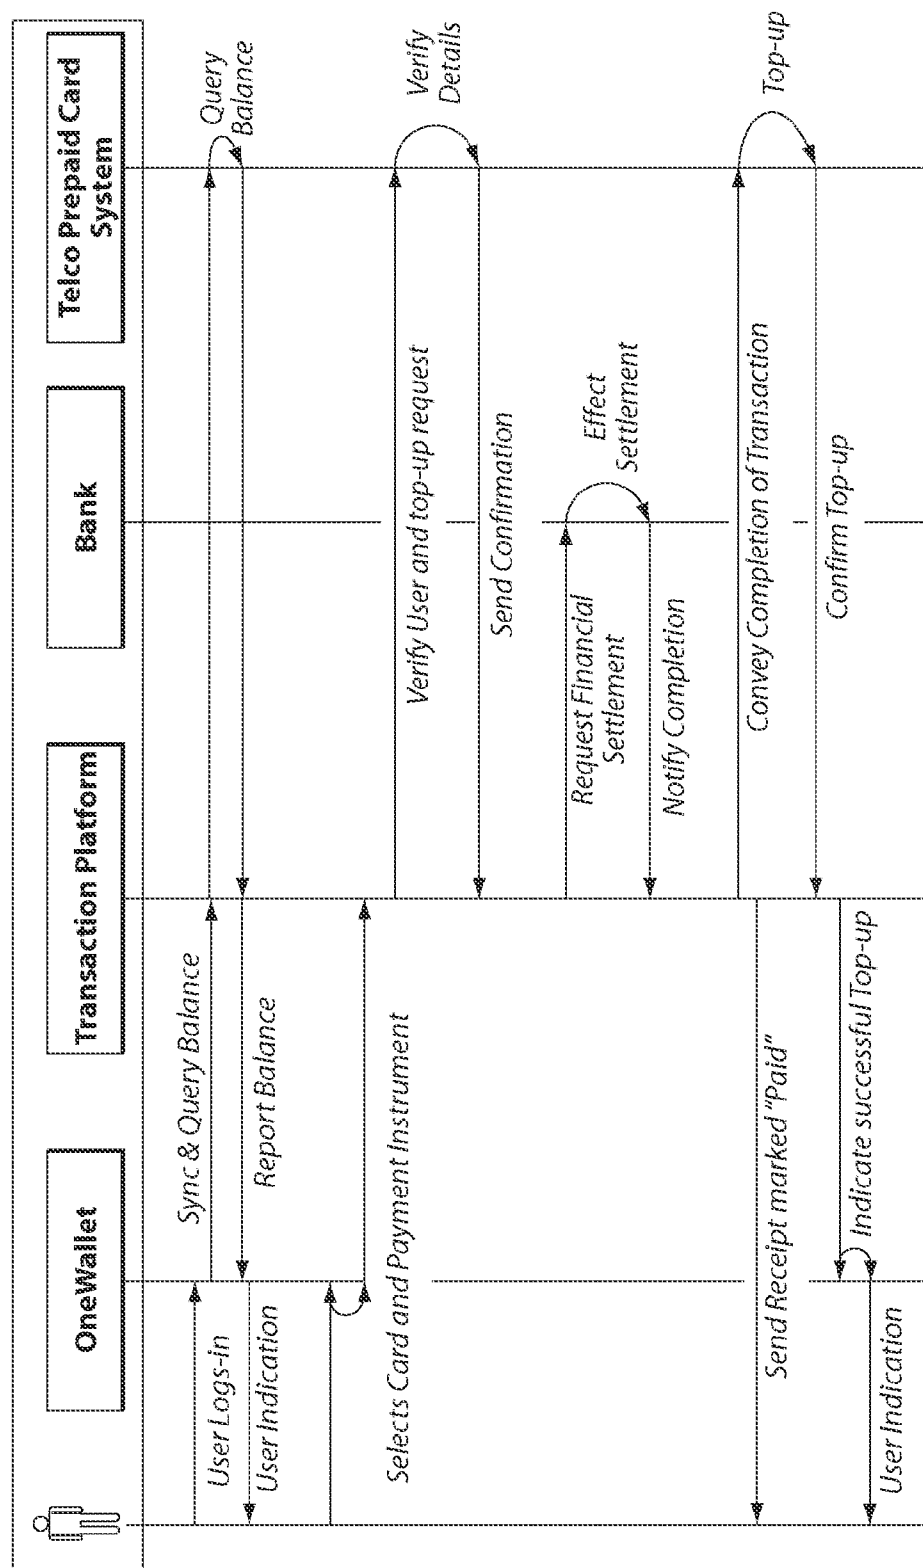 OneWallet
Transaction Platform
Bank
Telco Prepaid Card
System
User Logs-in
Sync & Query Balance
Query
Balance
Report Balance
User Indication
Selects Card and Payment Instrument
Verify User and top-up request
Verify
Details
Send Confirmation
Request Financial
Settlement
Effect
Settlement
Notify Completion
Convey Completion of Transaction
Top-up
Send Receipt marked "Paid"
Confirm Top-up
Indicate successful Top-up
User Indication